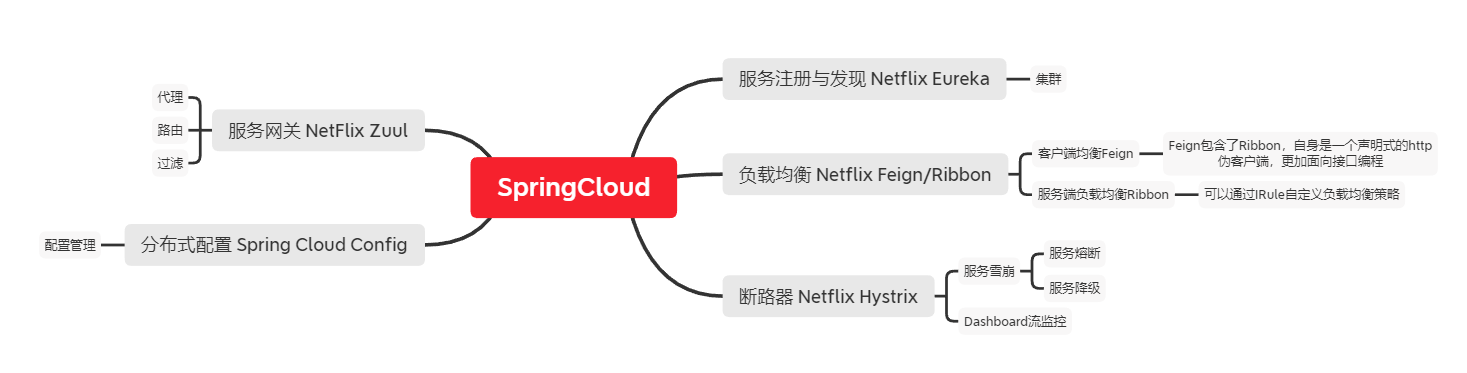 SpringCloud
服务注册与发现 Netflix Eureka
集群
负载均衡 Netflix Feign/Ribbon
客户端均衡Feign
Feign包含了Ribbon，自身是一个声明式的http
伪客户端，更加面向接口编程
服务端负载均衡Ribbon
可以通过IRule自定义负载均衡策略
断路器 Netflix Hystrix
服务雪崩
服务熔断
服务降级
Dashboard流监控
服务网关 NetFlix Zuul
代理
路由
过滤
分布式配置 Spring Cloud Config
配置管理